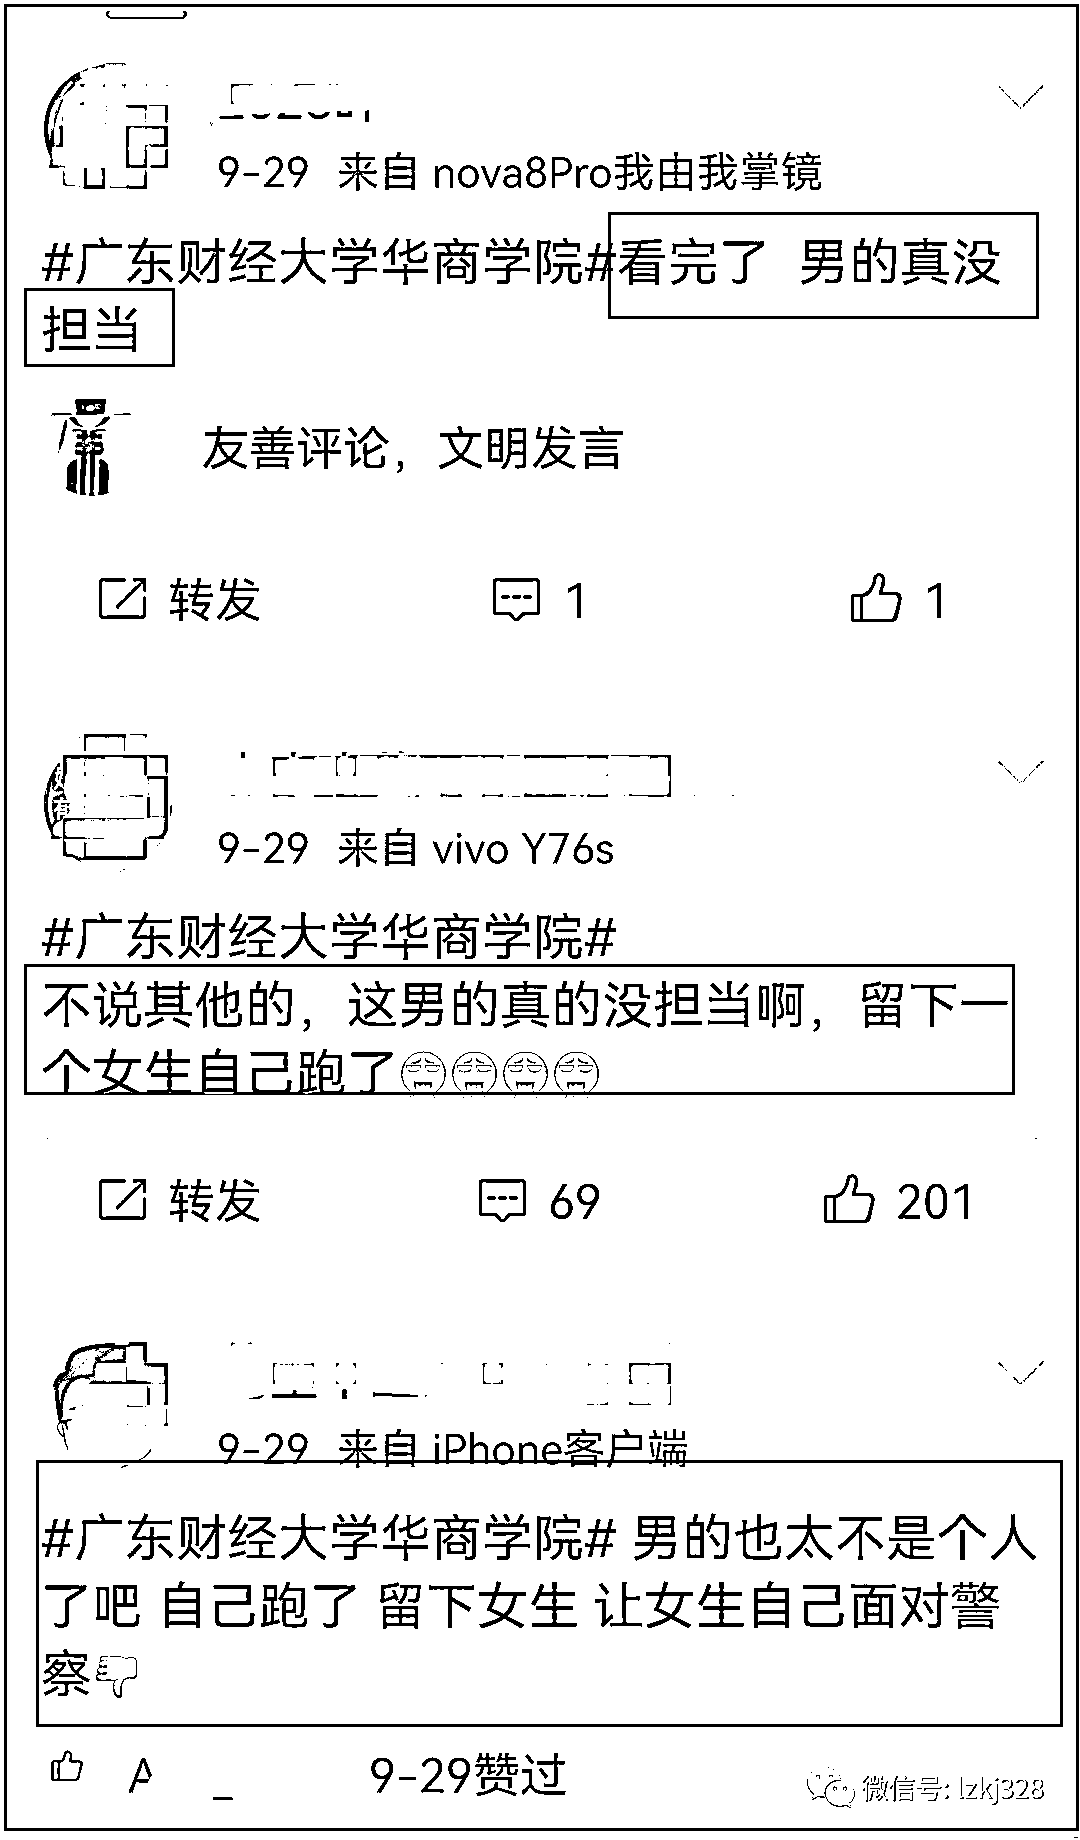 9-29 来自 nova8Pro我由我掌镜
#广东财经大学华商学院#看完了 男的真没
担当
友善评论，文明发言
转发 1 1
9-29 来自 vivo Y76s
#广东财经大学华商学院#
不说其他的，这男的真的没担当啊，留下一
个女生自己跑了
转发 69 201
9-29 来自 iPhone客户端
#广东财经大学华商学院# 男的也太不是个人
了吧 自己跑了 留下女生 让女生自己面对警
察
9-29赞过
微信号: lzkj328